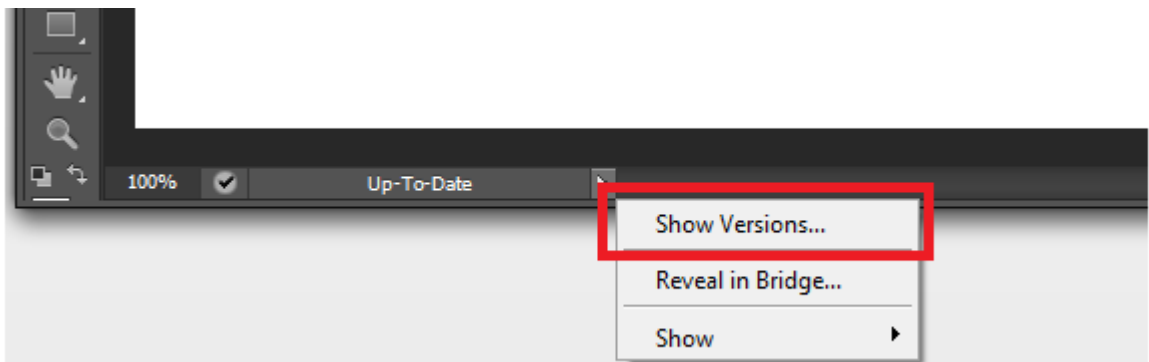 100%
Up-To-Date
Show Versions...
Reveal in Bridge...
Show